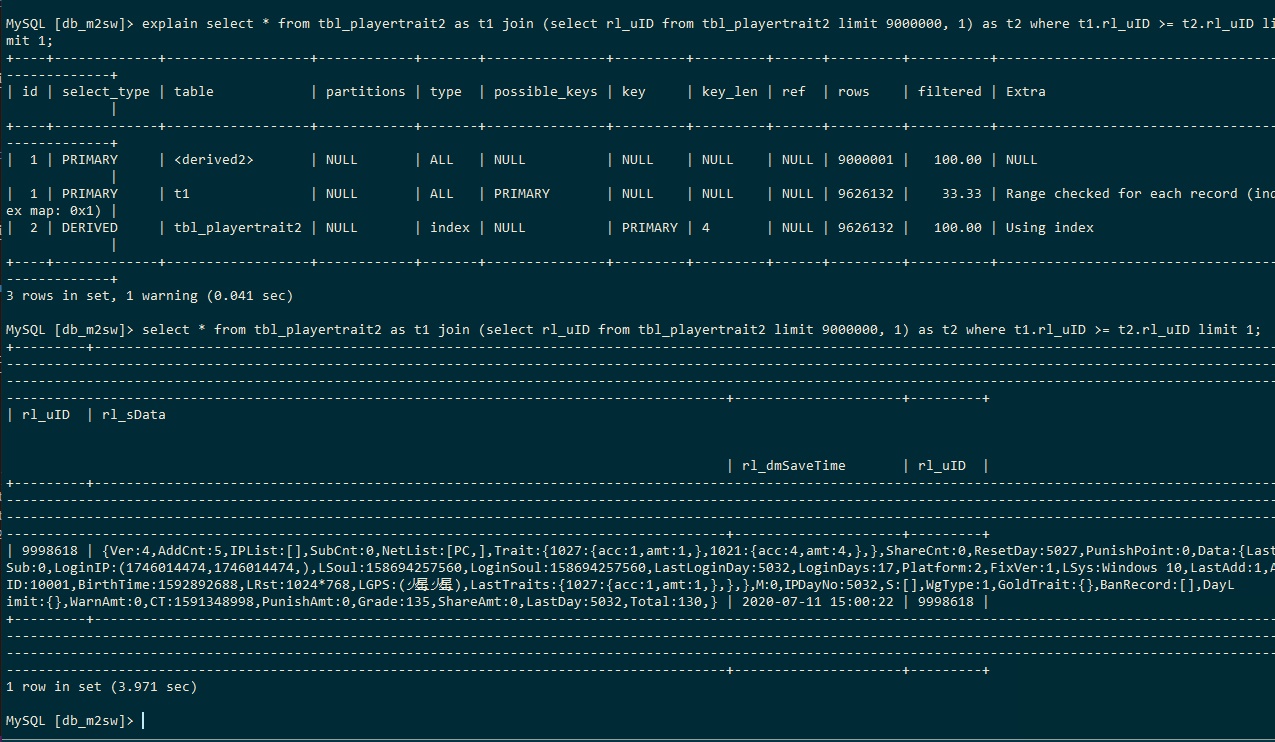 MySQL [db_m2sw]> explain select * from tbl_playertrait2 as t1 join (select rl_uID from tbl_playertrait2 limit 9000000, 1) as t2 where t1.rl_uID >= t2.rl_uID li
mit 1;
| id | select_type | table | partitions | type | possible_keys | key | key_len | ref | rows | filtered | Extra
|
| 1 | PRIMARY | <derived2> | NULL | ALL | NULL | NULL | NULL | NULL | 9000001 | 100.00 | NULL
|
| 1 | PRIMARY | t1 | NULL | ALL | PRIMARY | NULL | NULL | NULL | 9626132 | 33.33 | Range checked for each record (ind
ex map: 0x1) |
| 2 | DERIVED | tbl_playertrait2 | NULL | index | NULL | PRIMARY | 4 | NULL | 9626132 | 100.00 | Using index
|
3 rows in set, 1 warning (0.041 sec)
MySQL [db_m2sw]> select * from tbl_playertrait2 as t1 join (select rl_uID from tbl_playertrait2 limit 9000000, 1) as t2 where t1.rl_uID >= t2.rl_uID limit 1;
| rl_uID | rl_sData
| rl_dmSaveTime | rl_uID |
| 9998618 | {Ver:4,AddCnt:5,IPList:[],SubCnt:0,NetList:[PC,],Trait:{1027:{acc:1,amt:1,},1021:{acc:4,amt:4,},},ShareCnt:0,ResetDay:5027,PunishPoint:0,Data:{Last
Sub:0,LoginIP:(1746014474,1746014474,),LSoul:158694257560,LoginSoul:158694257560,LastLoginDay:5032,LoginDays:17,Platform:2,FixVer:1,LSys:Windows 10,LastAdd:1,A
ID:10001,BirthTime:1592892688,LRst:1024*768,LGPS:(),LastTraits:{1027:{acc:1,amt:1,},},},M:0,IPDayNo:5032,S:[],WgType:1,GoldTrait:{},BanRecord:[],DayL
imit:{},WarnAmt:0,CT:1591348998,PunishAmt:0,Grade:135,ShareAmt:0,LastDay:5032,Total:130,} | 2020-07-11 15:00:22 | 9998618 |
1 row in set (3.971 sec)
MySQL [db_m2sw]>